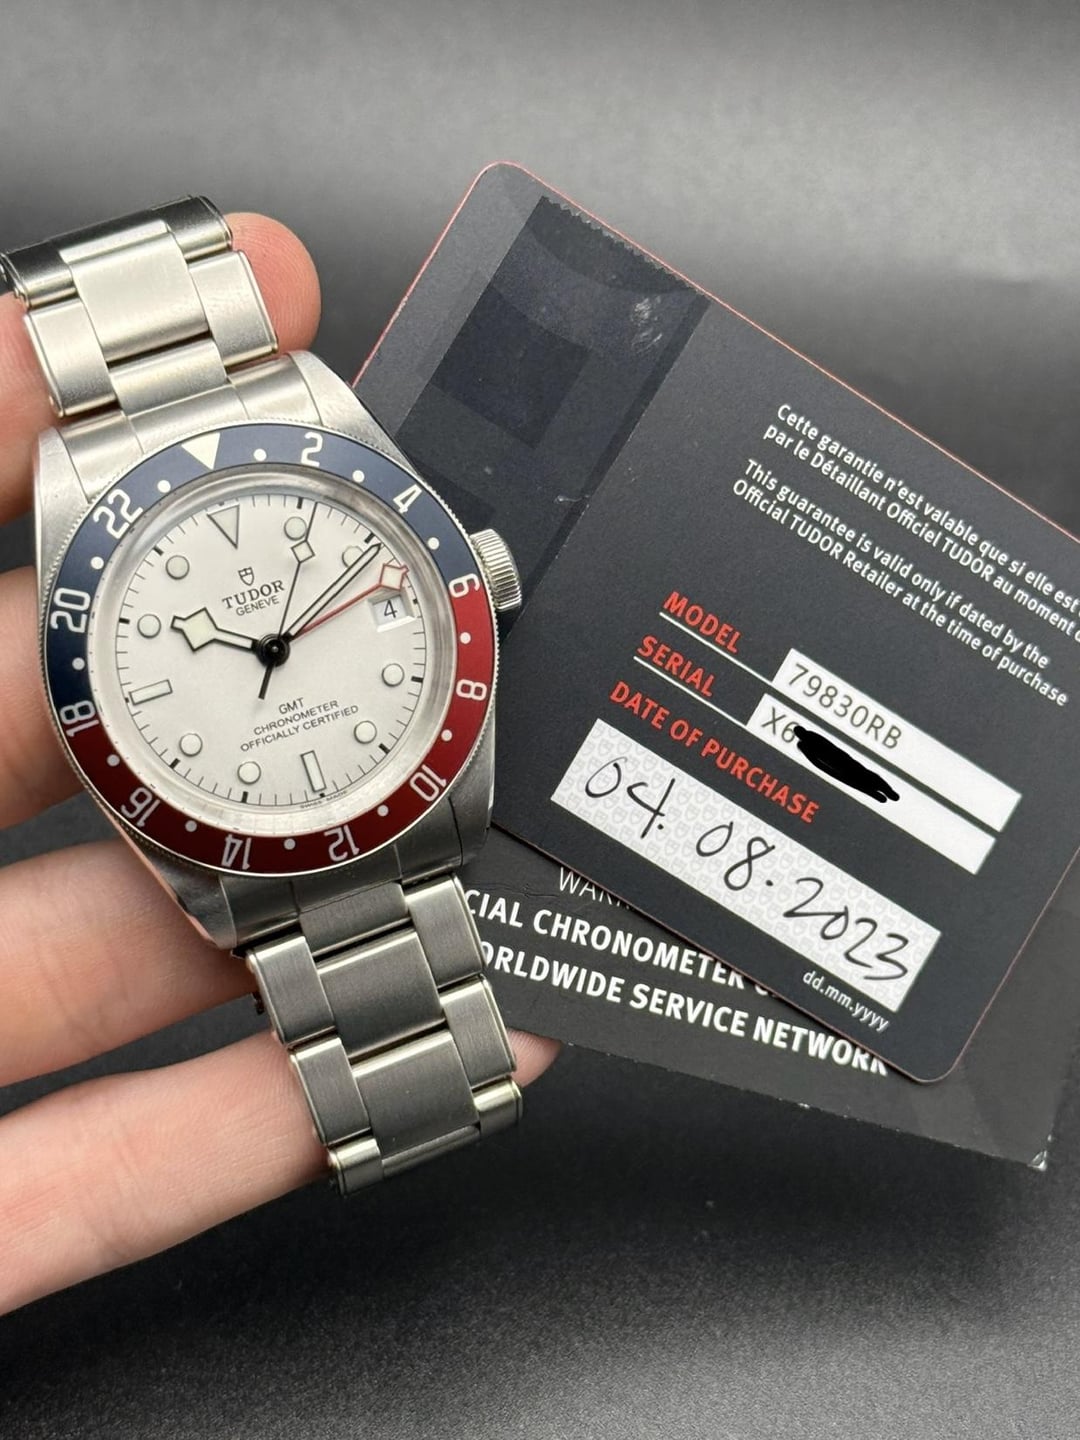 2
4
6
8
10
12
14
16
18
20
22
TUDOR
GENEVE
4
GMT
CHRONOMETER
OFFICIALLY CERTIFIED
SWISS MADE
Cette garantie n'est valable que si elle est
par le Détaillant Officiel TUDOR au moment
This guarantee is valid only if dated by the
Official TUDOR Retailer at the time of purchase
MODEL 79830RB
SERIAL X6
DATE OF PURCHASE
04.08.2023
dd.mm.yyyy
CIAL CHRONOMETER
ORLDWIDE SERVICE NETWORK